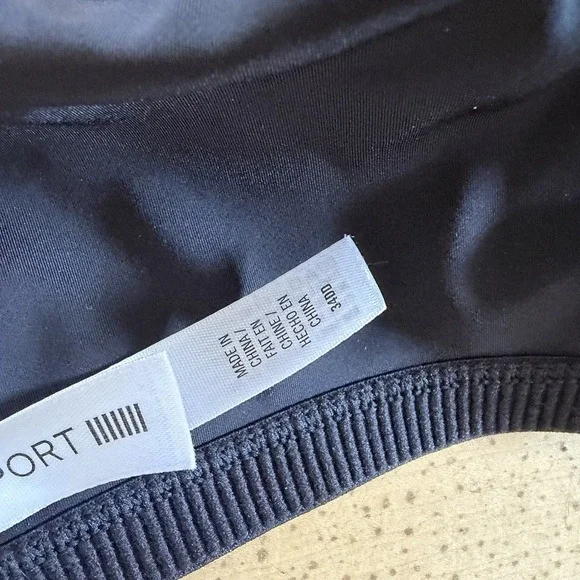 PORT
MADE IN
CHINA /
FAIT EN
CHINE /
HECHO EN
CHINA
34DD